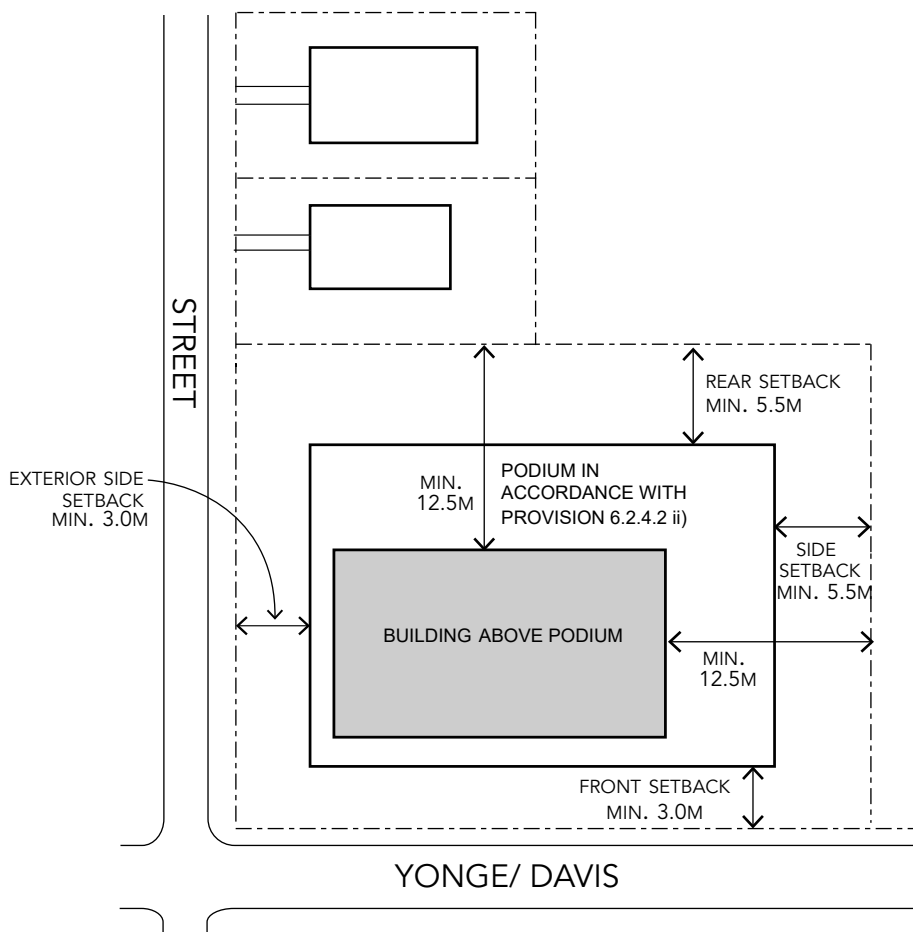 STREET
REAR SETBACK
MIN. 5.5M
EXTERIOR SIDE
SETBACK
MIN. 3.0M
MIN.
12.5M
PODIUM IN
ACCORDANCE WITH
PROVISION 6.2.4.2 ii)
SIDE
SETBACK
MIN. 5.5M
BUILDING ABOVE PODIUM
MIN.
12.5M
FRONT SETBACK
MIN. 3.0M
YONGE/ DAVIS